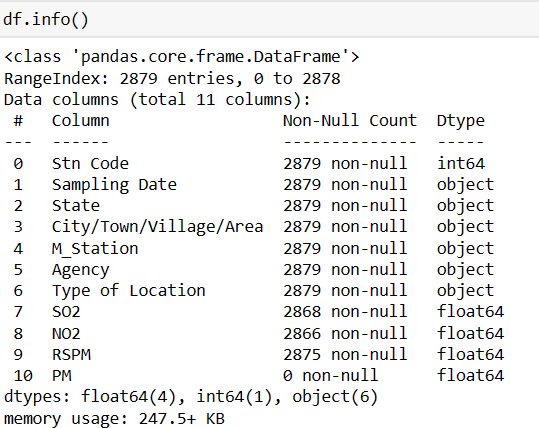 df.info()
<class 'pandas.core.frame.DataFrame'>
RangeIndex: 2879 entries, 0 to 2878
Data columns (total 11 columns):
 #   Column                  Non-Null Count  Dtype
---  ------                  --------------  -----
 0   Stn Code                2879 non-null   int64
 1   Sampling Date           2879 non-null   object
 2   State                   2879 non-null   object
 3   City/Town/Village/Area  2879 non-null   object
 4   M_Station               2879 non-null   object
 5   Agency                  2879 non-null   object
 6   Type of Location        2879 non-null   object
 7   SO2                     2868 non-null   float64
 8   NO2                     2866 non-null   float64
 9   RSPM                    2875 non-null   float64
 10  PM                      0 non-null      float64
dtypes: float64(4), int64(1), object(6)
memory usage: 247.5+ KB